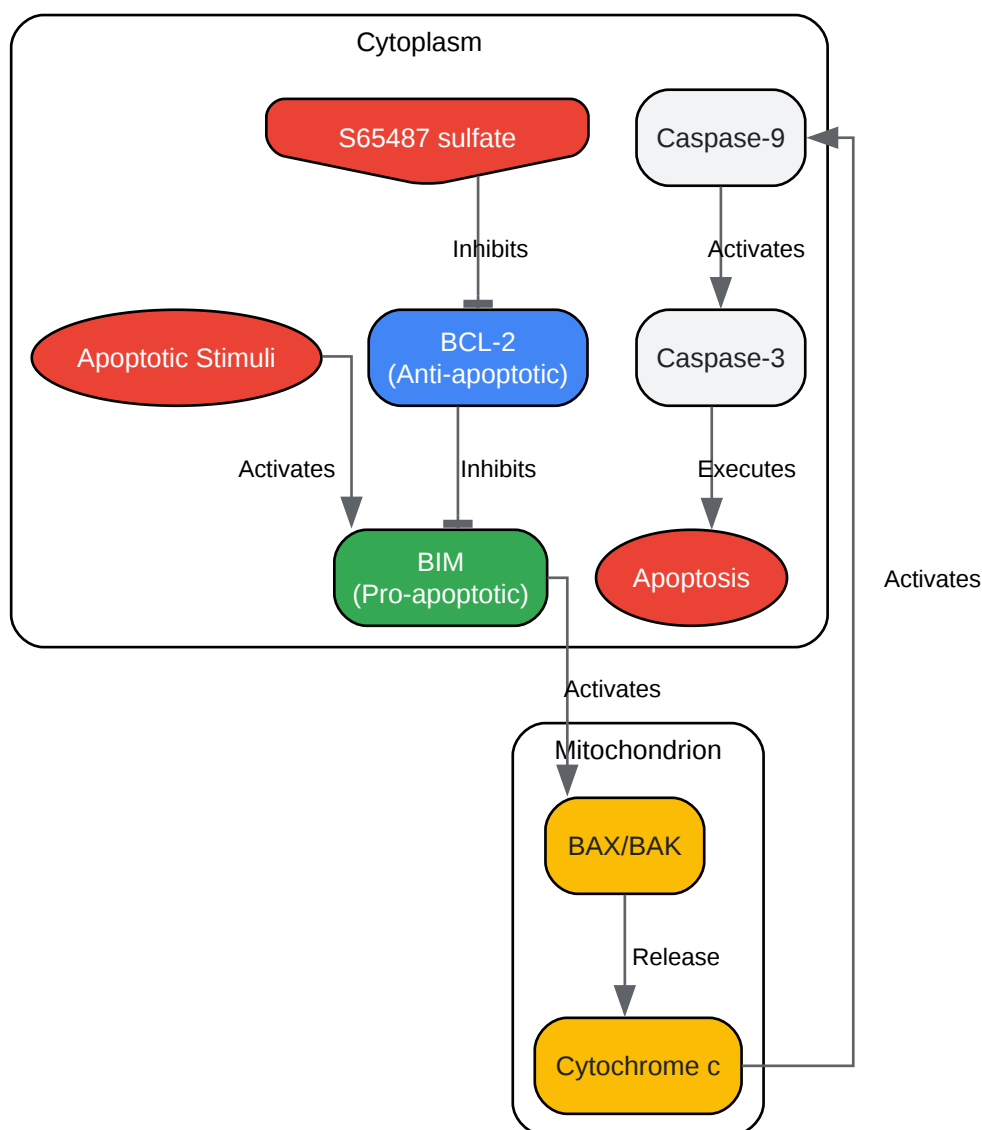 Cytoplasm
S65487 sulfate
Caspase-9
Inhibits
Activates
Apoptotic Stimuli
BCL-2
(Anti-apoptotic)
Caspase-3
Activates
Inhibits
Executes
BIM
(Pro-apoptotic)
Apoptosis
Activates
Activates
Mitochondrion
BAX/BAK
Release
Cytochrome c